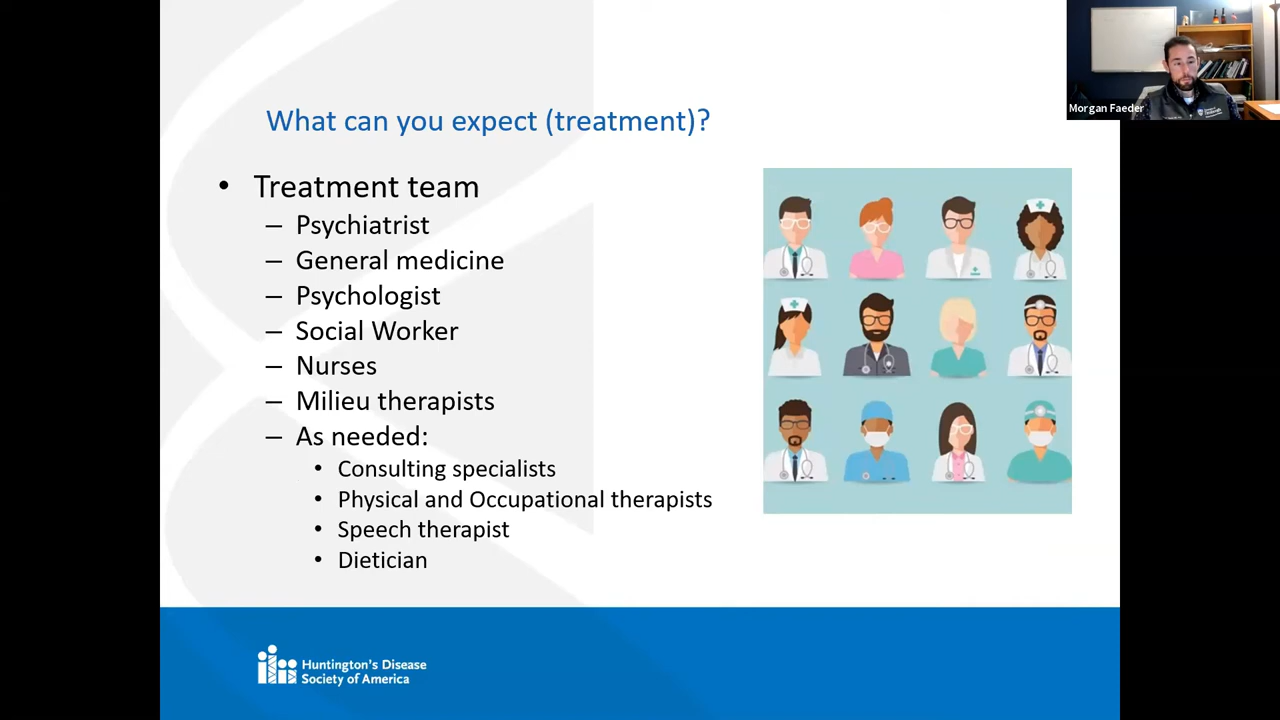 What can you expect (treatment)?
• Treatment team
– Psychiatrist
– General medicine
– Psychologist
– Social Worker
– Nurses
– Milieu therapists
– As needed:
• Consulting specialists
• Physical and Occupational therapists
• Speech therapist
• Dietician
Huntington's Disease
Society of America
Morgan Faeder